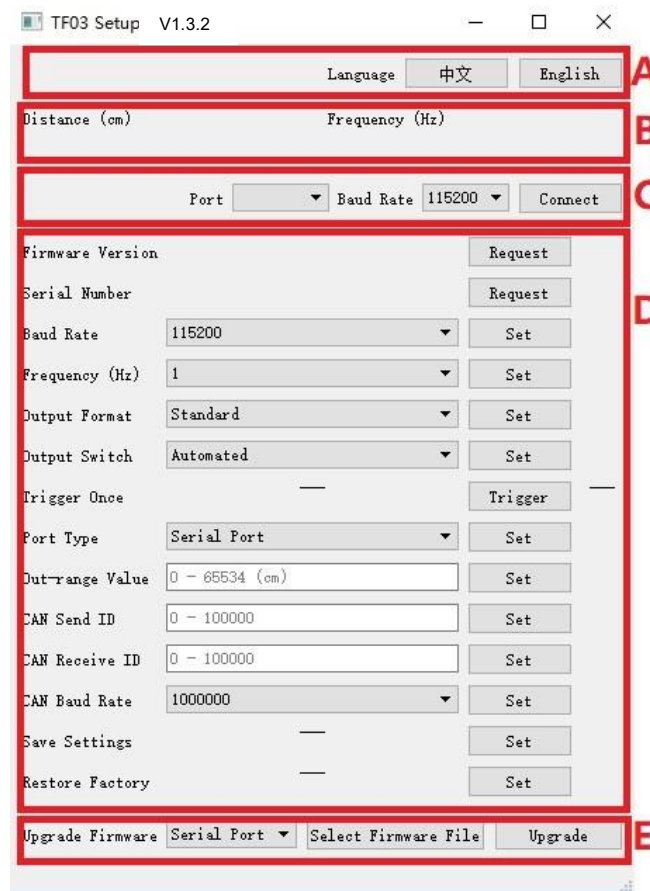 TF03 Setup V1.3.2
Language 中文 English
A
Distance (cm) Frequency (Hz)
B
Port Baud Rate 115200 Connect
C
Firmware Version Request
Serial Number Request
D
Baud Rate 115200 Set
Frequency (Hz) 1 Set
Output Format Standard Set
Output Switch Automated Set
Trigger Once — Trigger —
Port Type Serial Port Set
Out-range Value 0 - 65534 (cm) Set
CAN Send ID 0 - 100000 Set
CAN Receive ID 0 - 100000 Set
CAN Baud Rate 1000000 Set
Save Settings — Set
Restore Factory — Set
Upgrade Firmware Serial Port Select Firmware File Upgrade
E